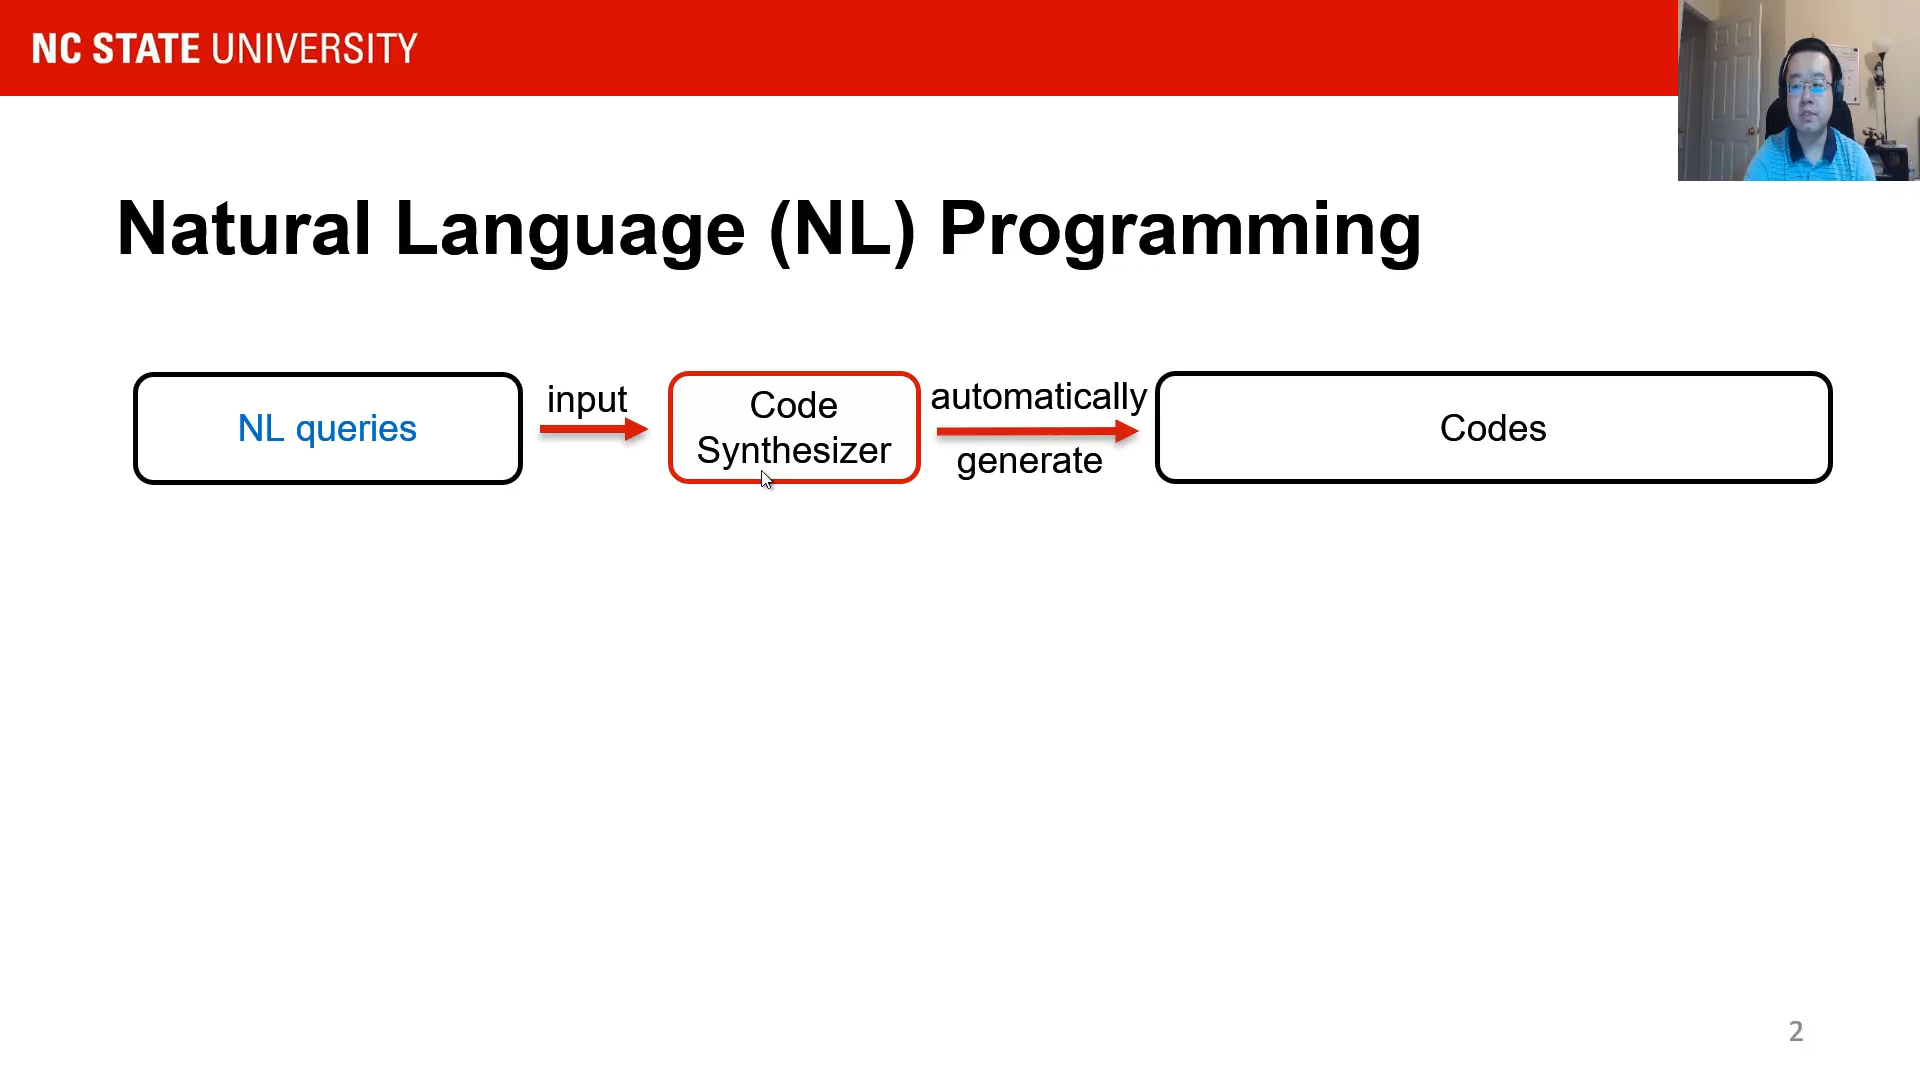 NC STATE UNIVERSITY
Natural Language (NL) Programming
NL queries
input
Code
Synthesizer
automatically
generate
Codes
2